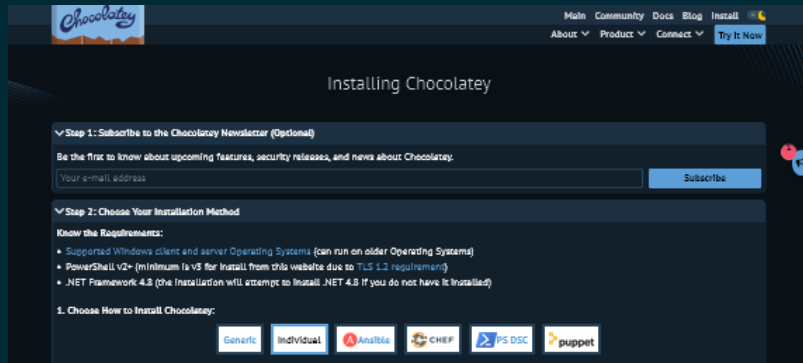 Chocolatey
Main Community Docs Blog Install
About Product Connect Try It Now
Installing Chocolatey
Step 1: Subscribe to the Chocolatey Newsletter (Optional)
Be the first to know about upcoming features, security releases, and news about Chocolatey.
Your e-mail address
Subscribe
Step 2: Choose Your Installation Method
Know the Requirements:
Supported Windows client and server Operating Systems (can run on older Operating Systems)
PowerShell v2+ (minimum is v3 for install from this website due to TLS 1.2 requirement)
.NET Framework 4.8 (the installation will attempt to install .NET 4.8 if you do not have it installed)
1. Choose How to Install Chocolatey:
Generic Individual Ansible CHEF PS DSC puppet